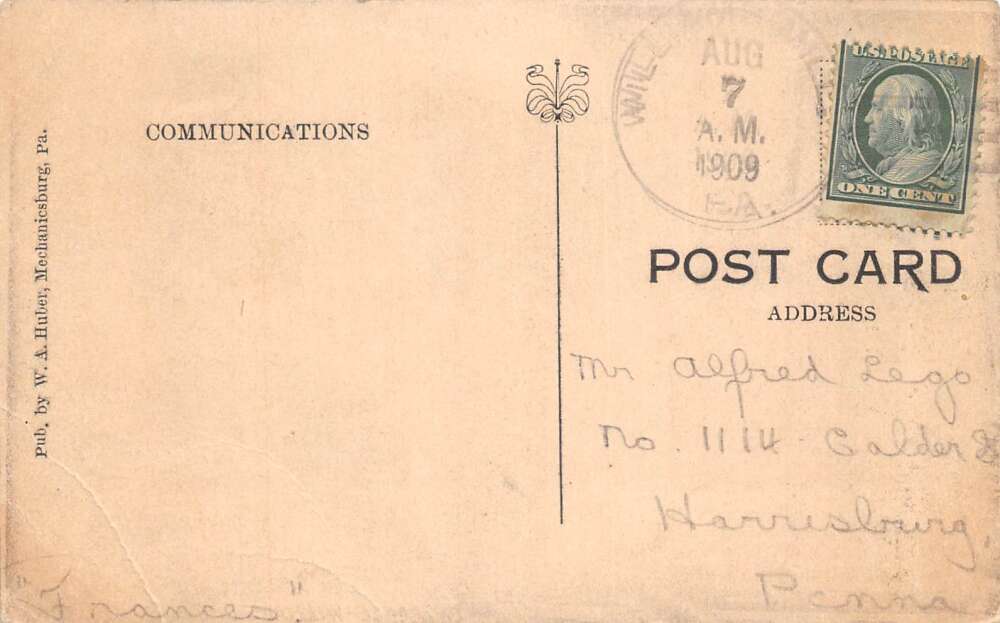 COMMUNICATIONS
Pub. by W. A. Huber, Mechanicsburg, Pa.
"Frances"
AUG
7
A.M.
1909
PA.
U.S. POSTAGE
ONE CENT
POST CARD
ADDRESS
Mr Alfred Lego
No. 1114 Calder St
Harrisburg,
Penna